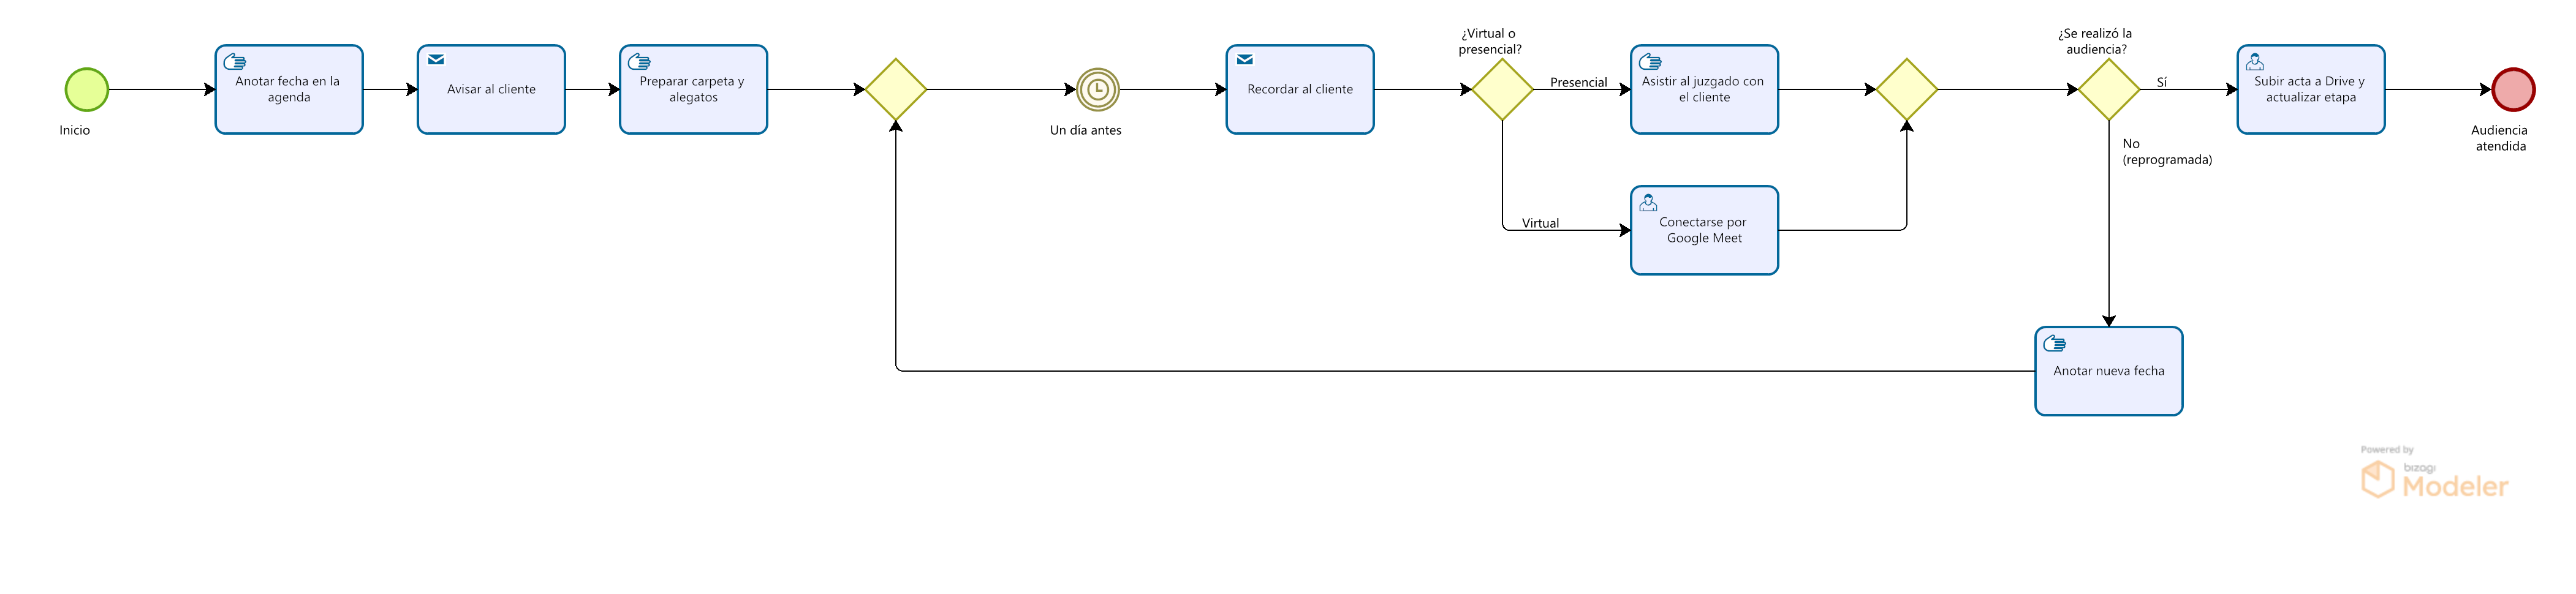 Inicio
Anotar fecha en la
agenda
Avisar al cliente
Preparar carpeta y
alegatos
Un día antes
Recordar al cliente
¿Virtual o
presencial?
Presencial
Asistir al juzgado con
el cliente
Virtual
Conectarse por
Google Meet
¿Se realizó la
audiencia?
Sí
Subir acta a Drive y
actualizar etapa
Audiencia
atendida
No
(reprogramada)
Anotar nueva fecha
Powered by
bizagi
Modeler